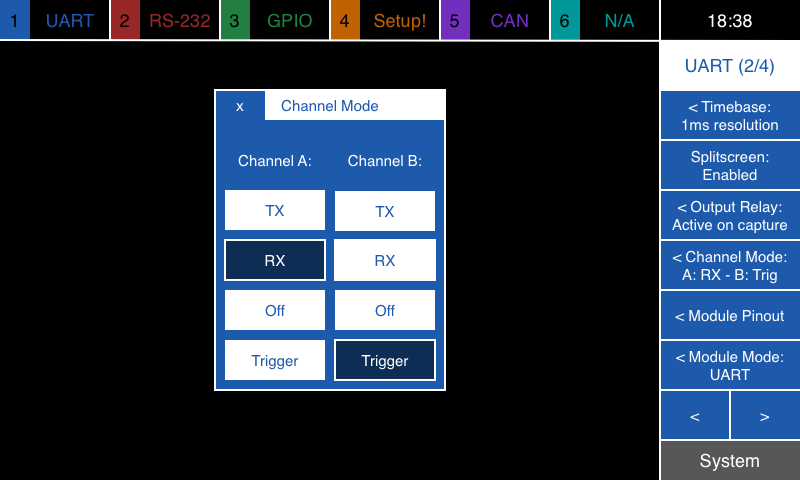 1 UART 2 RS-232 3 GPIO 4 Setup! 5 CAN 6 N/A 18:38
UART (2/4)
< Timebase:
1ms resolution
Splitscreen:
Enabled
< Output Relay:
Active on capture
< Channel Mode:
A: RX - B: Trig
< Module Pinout
< Module Mode:
UART
< >
System
x Channel Mode
Channel A: Channel B:
TX TX
RX RX
Off Off
Trigger Trigger